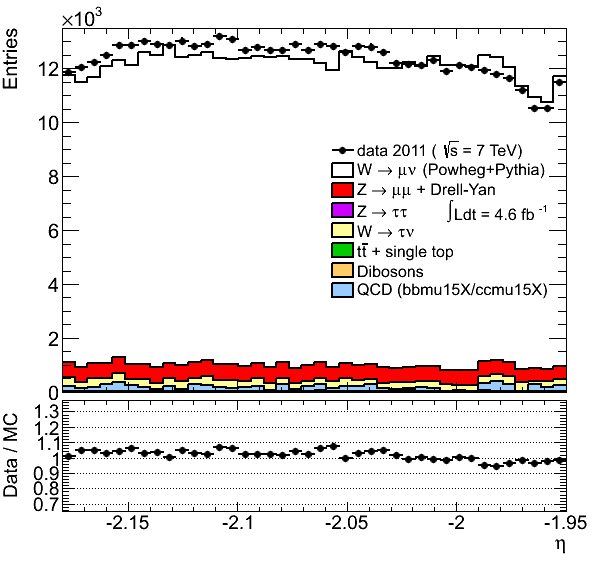 ×10³
Entries
12
10
8
6
4
2
0
data 2011 ( √s = 7 TeV)
W → μν (Powheg+Pythia)
Z → μμ + Drell-Yan
Z → ττ
∫Ldt = 4.6 fb⁻¹
W → τν
tt̄ + single top
Dibosons
QCD (bbmu15X/ccmu15X)
Data / MC
1.3
1.2
1.1
1
0.9
0.8
0.7
-2.15
-2.1
-2.05
-2
-1.95
η